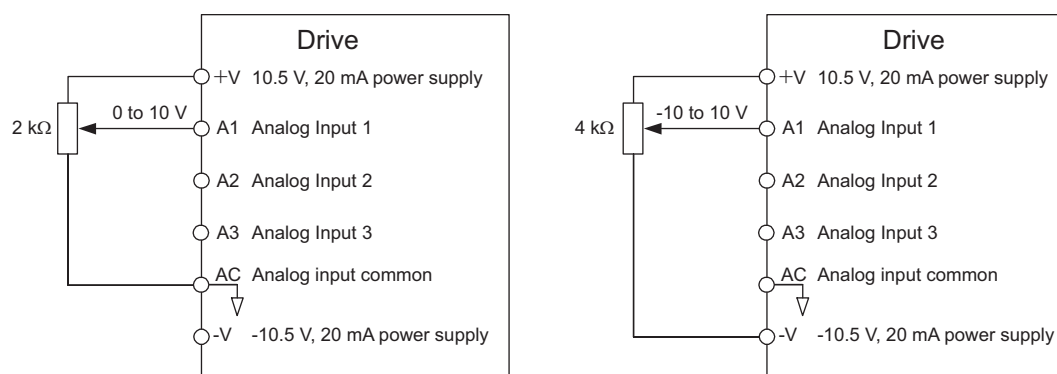 Drive
+V 10.5 V, 20 mA power supply
2 kΩ
0 to 10 V
A1 Analog Input 1
A2 Analog Input 2
A3 Analog Input 3
AC Analog input common
-V -10.5 V, 20 mA power supply
Drive
+V 10.5 V, 20 mA power supply
4 kΩ
-10 to 10 V
A1 Analog Input 1
A2 Analog Input 2
A3 Analog Input 3
AC Analog input common
-V -10.5 V, 20 mA power supply